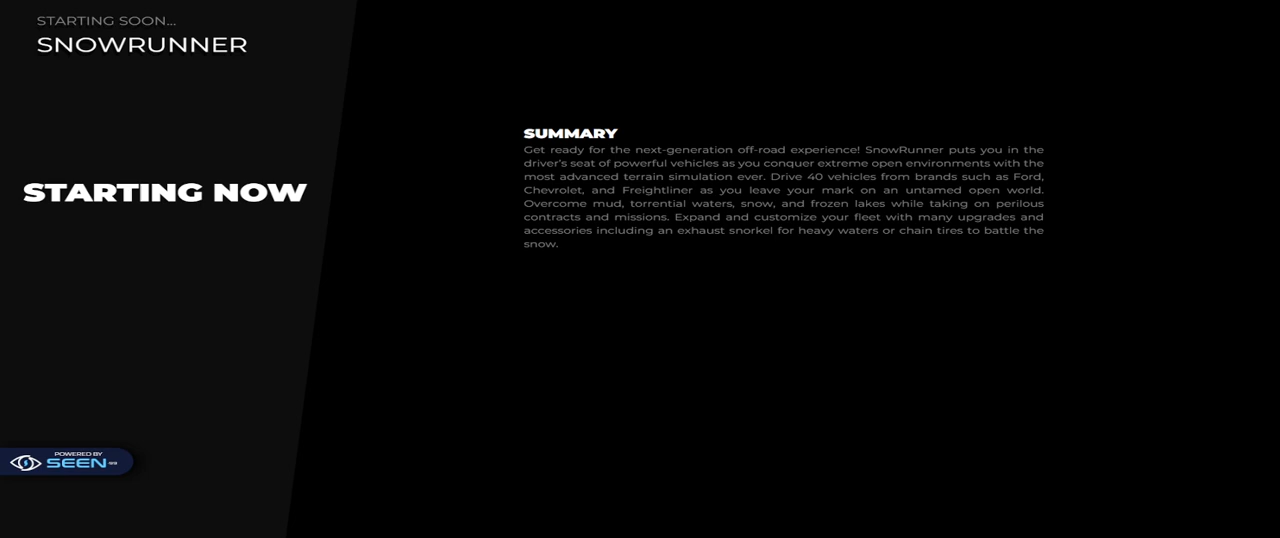 STARTING SOON...
SNOWRUNNER
STARTING NOW
SUMMARY
Get ready for the next-generation off-road experience! SnowRunner puts you in the
driver's seat of powerful vehicles as you conquer extreme open environments with the
most advanced terrain simulation ever. Drive 40 vehicles from brands such as Ford,
Chevrolet, and Freightliner as you leave your mark on an untamed open world.
Overcome mud, torrential waters, snow, and frozen lakes while taking on perilous
contracts and missions. Expand and customize your fleet with many upgrades and
accessories including an exhaust snorkel for heavy waters or chain tires to battle the
snow.
POWERED BY
SEEN